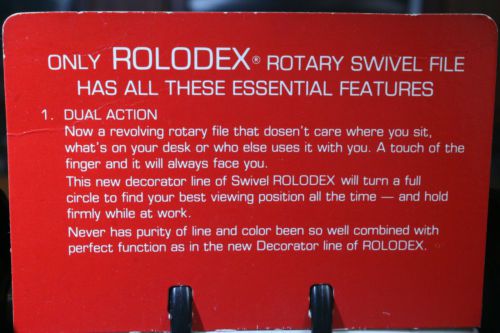 ONLY ROLODEX® ROTARY SWIVEL FILE
HAS ALL THESE ESSENTIAL FEATURES
1. DUAL ACTION
Now a revolving rotary file that dosen't care where you sit,
what's on your desk or who else uses it with you. A touch of the
finger and it will always face you.
This new decorator line of Swivel ROLODEX will turn a full
circle to find your best viewing position all the time — and hold
firmly while at work.
Never has purity of line and color been so well combined with
perfect function as in the new Decorator line of ROLODEX.